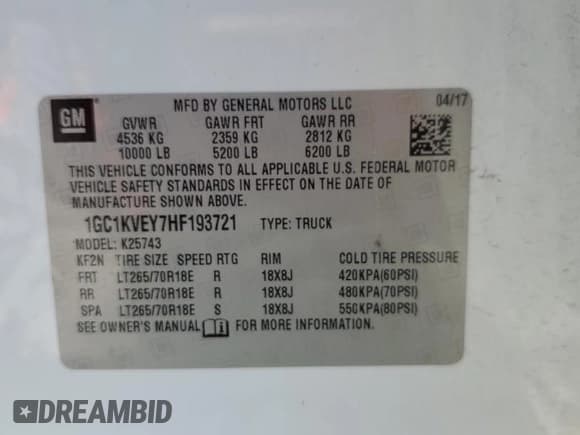 GM
MFD BY GENERAL MOTORS LLC
04/17
GVWR GAWR FRT GAWR RR
4536 KG 2359 KG 2812 KG
10000 LB 5200 LB 6200 LB
THIS VEHICLE CONFORMS TO ALL APPLICABLE U.S. FEDERAL MOTOR
VEHICLE SAFETY STANDARDS IN EFFECT ON THE DATE OF
MANUFACTURE SHOWN ABOVE.
1GC1KVEY7HF193721 TYPE: TRUCK
MODEL: K25743
KF2N TIRE SIZE SPEED RTG RIM COLD TIRE PRESSURE
FRT LT265/70R18E R 18X8J 420KPA(60PSI)
RR LT265/70R18E R 18X8J 480KPA(70PSI)
SPA LT265/70R18E S 18X8J 550KPA(80PSI)
SEE OWNER'S MANUAL FOR MORE INFORMATION.
DREAMBID